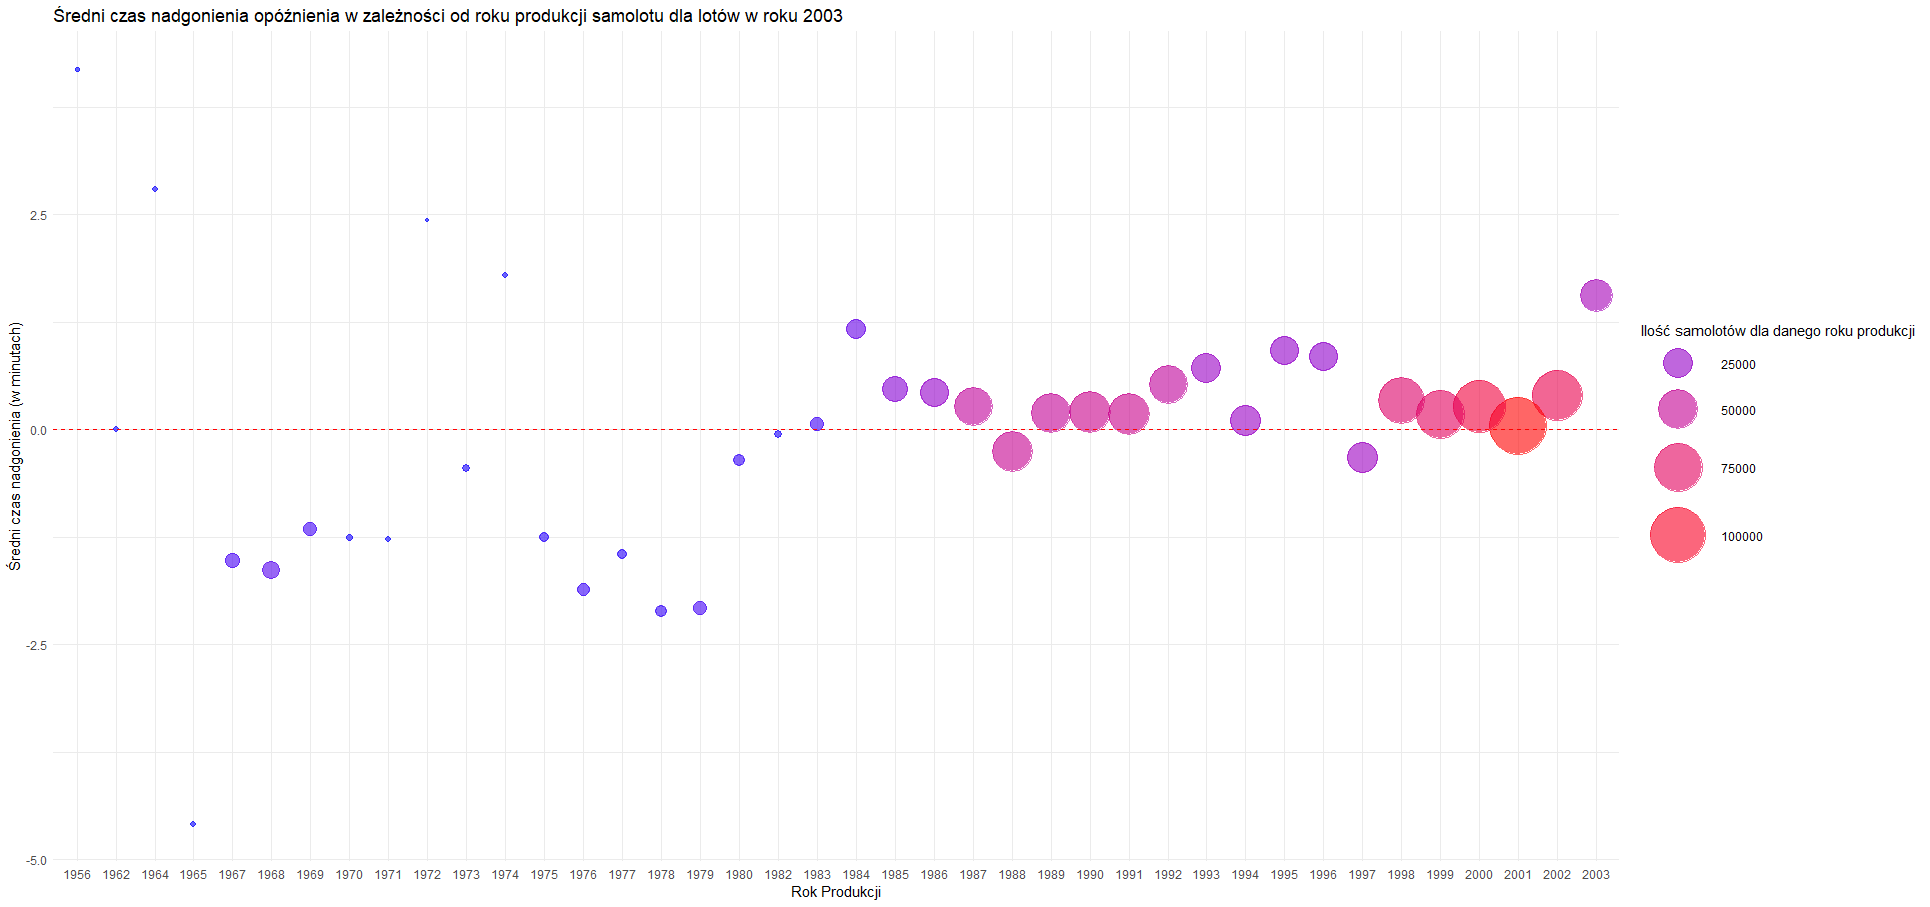 Średni czas nadgonienia opóźnienia w zależności od roku produkcji samolotu dla lotów w roku 2003
Średni czas nadgonienia (w minutach)
2.5
0.0
-2.5
-5.0
1956 1962 1964 1965 1967 1968 1969 1970 1971 1972 1973 1974 1975 1976 1977 1978 1979 1980 1982 1983 1984 1985 1986 1987 1988 1989 1990 1991 1992 1993 1994 1995 1996 1997 1998 1999 2000 2001 2002 2003
Rok Produkcji
Ilość samolotów dla danego roku produkcji
25000
50000
75000
100000